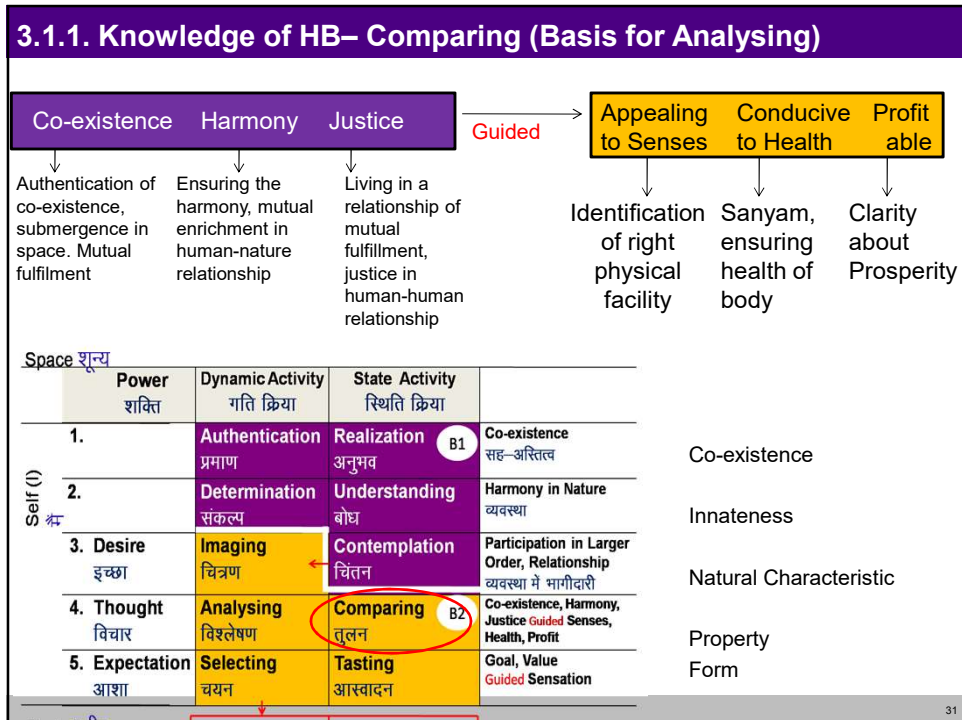 3.1.1. Knowledge of HB– Comparing (Basis for Analysing)
Co-existence Harmony Justice
Guided
Appealing to Senses
Conducive to Health
Profit able
Authentication of
co-existence,
submergence in
space. Mutual
fulfilment
Ensuring the
harmony, mutual
enrichment in
human-nature
relationship
Living in a
relationship of
mutual
fulfillment,
justice in
human-human
relationship
Identification
of right
physical
facility
Sanyam,
ensuring
health of
body
Clarity
about
Prosperity
Space शून्य
Power Dynamic Activity State Activity
शक्ति गति क्रिया स्थिति क्रिया
Self (I)
मैं
1. Authentication Realization B1 Co-existence
प्रमाण अनुभव सह–अस्तित्व
Co-existence
2. Determination Understanding Harmony in Nature
संकल्प बोध व्यवस्था
Innateness
3. Desire Imaging Contemplation Participation in Larger
Order, Relationship
इच्छा चित्रण चिंतन व्यवस्था में भागीदारी
Natural Characteristic
4. Thought Analysing Comparing B2 Co-existence, Harmony,
विचार विश्लेषण तुलन Justice Guided Senses,
Health, Profit
Property
5. Expectation Selecting Tasting Goal, Value
आशा चयन आस्वादन Guided Sensation
Form
31